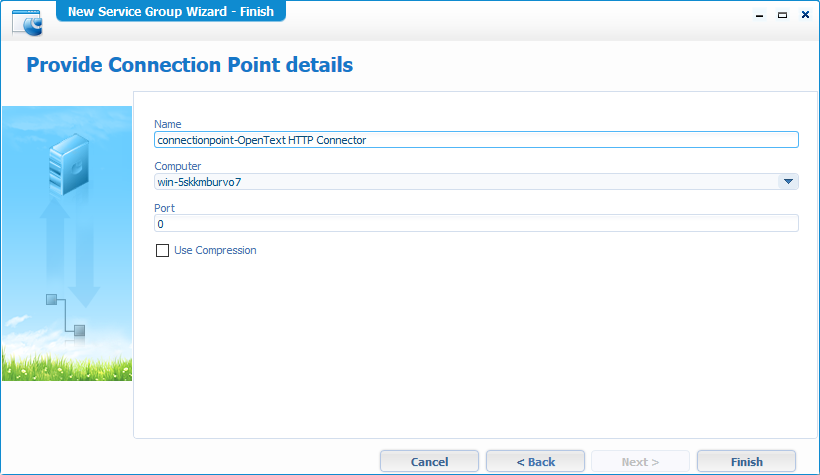 New Service Group Wizard - Finish
Provide Connection Point details
Name
connectionpoint-OpenText HTTP Connector
Computer
win-5skkmburvo7
Port
0
Use Compression
Cancel
< Back
Next >
Finish